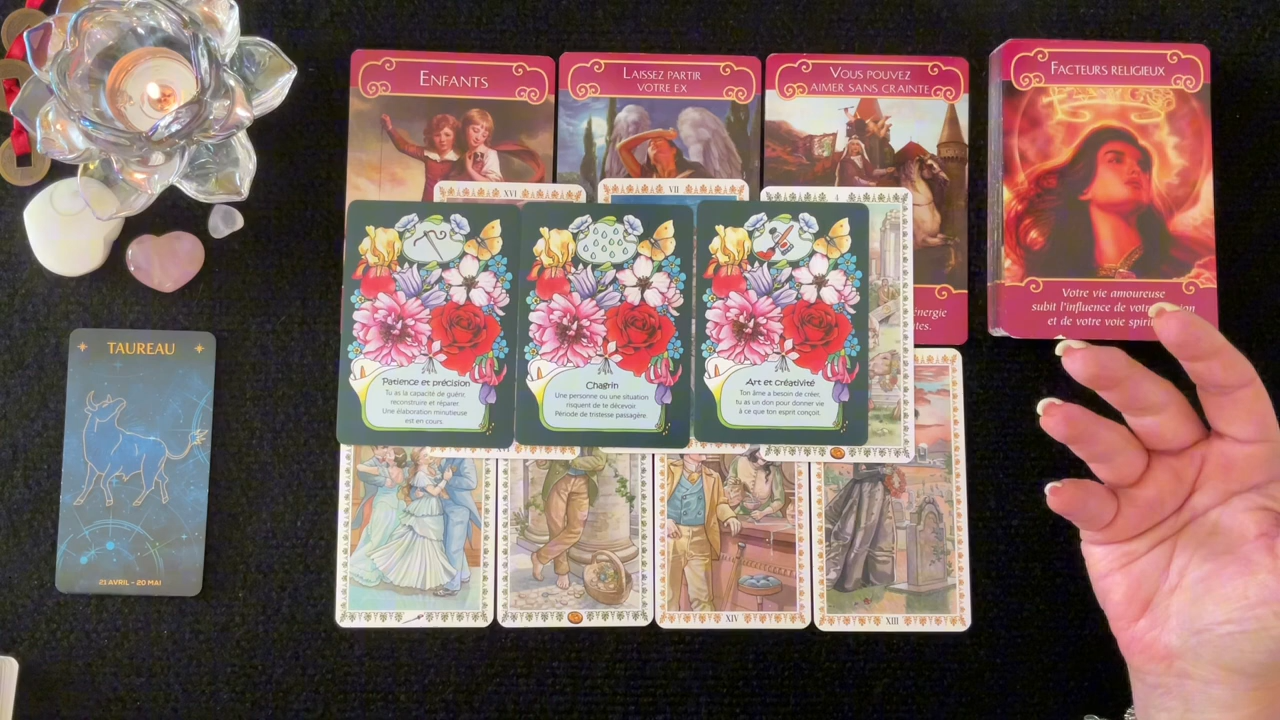 ENFANTS
LAISSEZ PARTIR
VOTRE EX
VOUS POUVEZ
AIMER SANS CRAINTE
FACTEURS RELIGIEUX
Votre vie amoureuse
subit l'influence de
et de votre voie
XVI
VII
4
Patience et précision
Tu as la capacité de guérir,
reconstruire et réparer.
Une élaboration minutieuse
est en cours.
Chagrin
Une personne ou une situation
risquent de te décevoir.
Période de tristesse passagère.
Art et créativité
Ton âme a besoin de créer,
tu as un don pour donner vie
à ce que ton esprit conçoit.
TAUREAU
21 AVRIL - 20 MAI
XIV
XIII